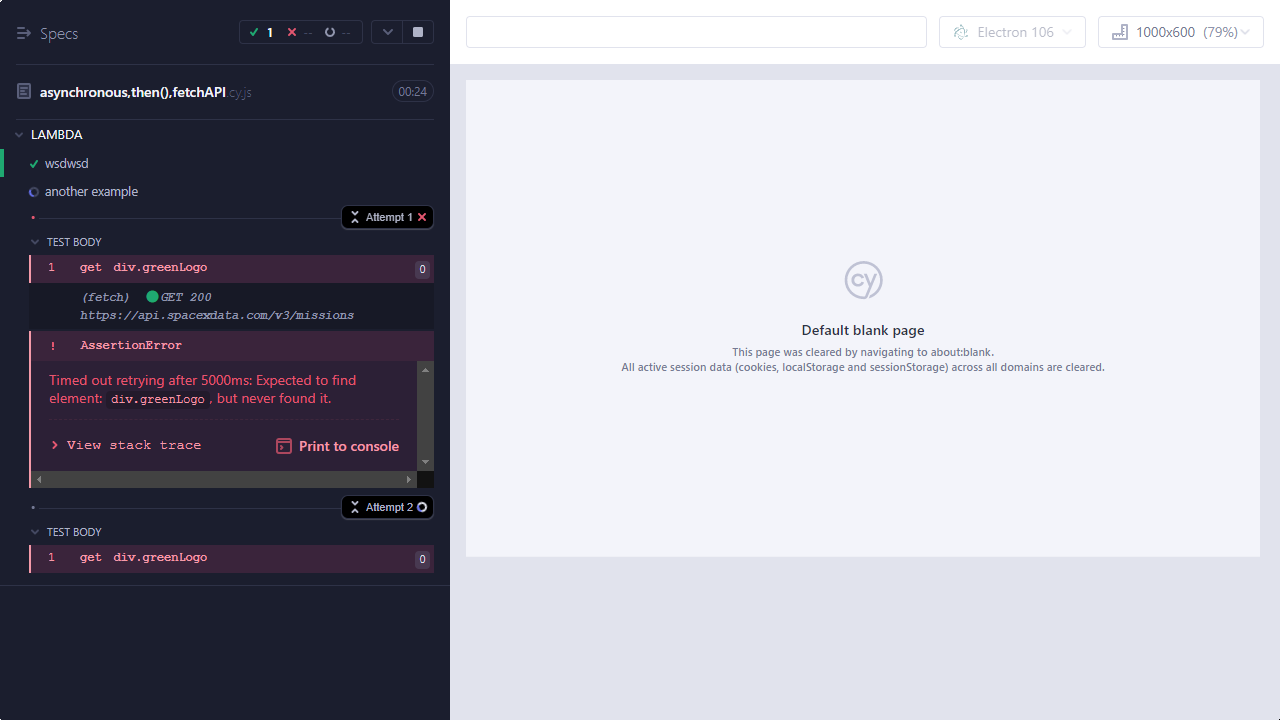 Specs
1 -- --
asynchronous,then(),fetchAPI.cy.js
00:24
LAMBDA
wsdwsd
another example
Attempt 1
TEST BODY
1 get div.greenLogo 0
(fetch) GET 200
https://api.spacexdata.com/v3/missions
! AssertionError
Timed out retrying after 5000ms: Expected to find
element: div.greenLogo, but never found it.
View stack trace
Print to console
Attempt 2
TEST BODY
1 get div.greenLogo 0
Electron 106
1000x600 (79%)
cy
Default blank page
This page was cleared by navigating to about:blank.
All active session data (cookies, localStorage and sessionStorage) across all domains are cleared.